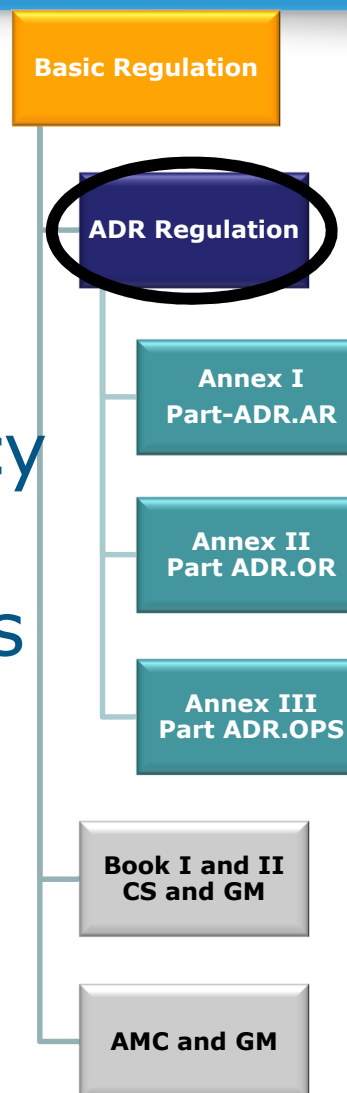 Basic Regulation
ADR Regulation
Annex I
Part-ADR.AR
Annex II
Part ADR.OR
Annex III
Part ADR.OPS
Book I and II
CS and GM
AMC and GM